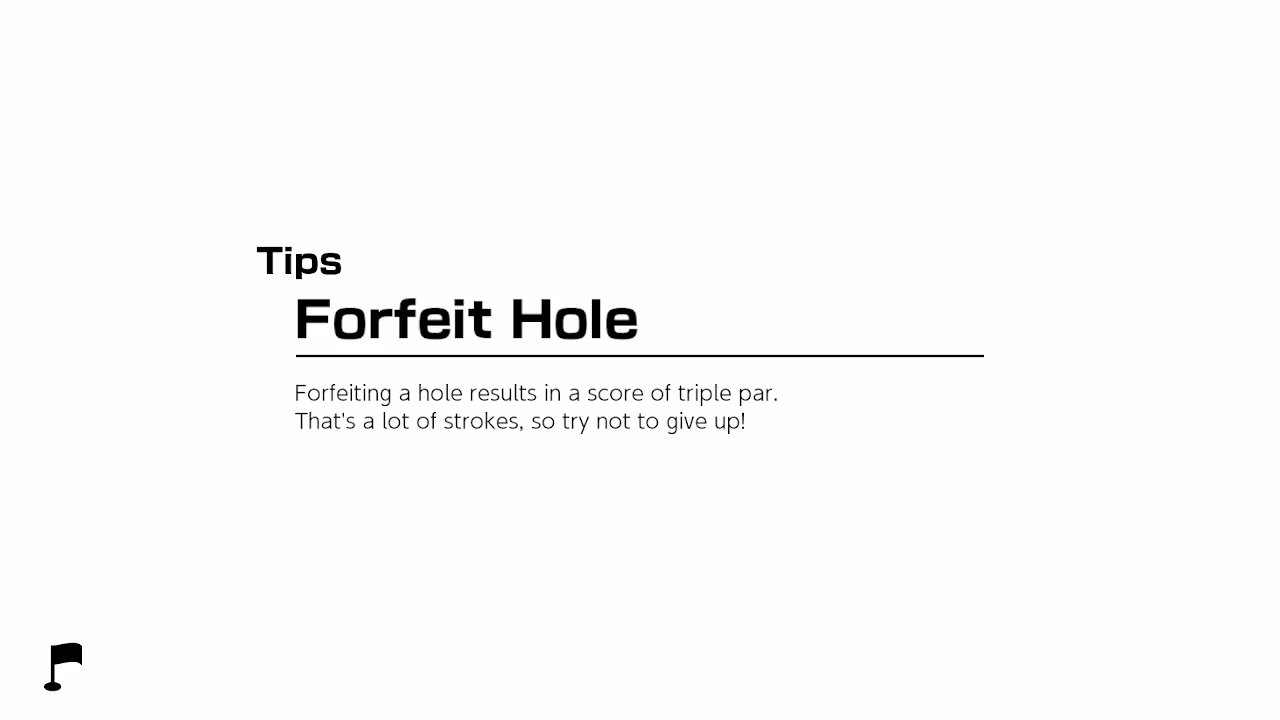 Tips
Forfeit Hole
Forfeiting a hole results in a score of triple par.
That's a lot of strokes, so try not to give up!